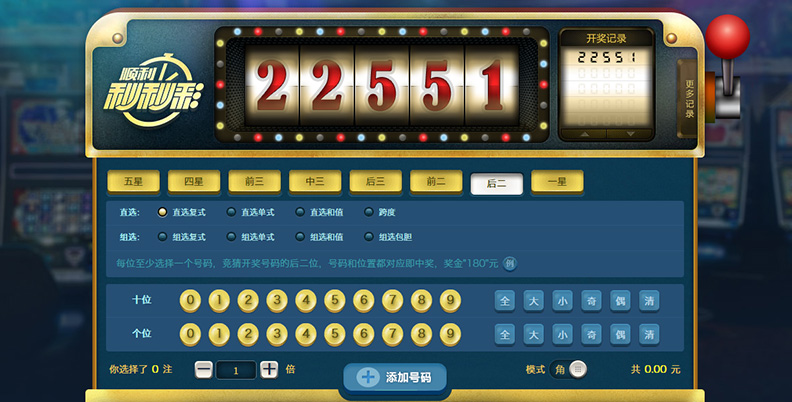 顺利
秒秒彩
2 2 5 5 1
开奖记录
22551
00000
更多记录
五星 四星 前三 中三 后三 前二 后二 一星
直选: 直选复式 直选单式 直选和值 跨度
组选: 组选复式 组选单式 组选和值 组选包胆
每位至少选择一个号码,竞猜开奖号码的后二位,号码和位置都对应即中奖,奖金"180"元 例
十位 0 1 2 3 4 5 6 7 8 9 全 大 小 奇 偶 清
个位 0 1 2 3 4 5 6 7 8 9 全 大 小 奇 偶 清
你选择了 0 注 1 倍 添加号码 模式 角 共 0.00 元